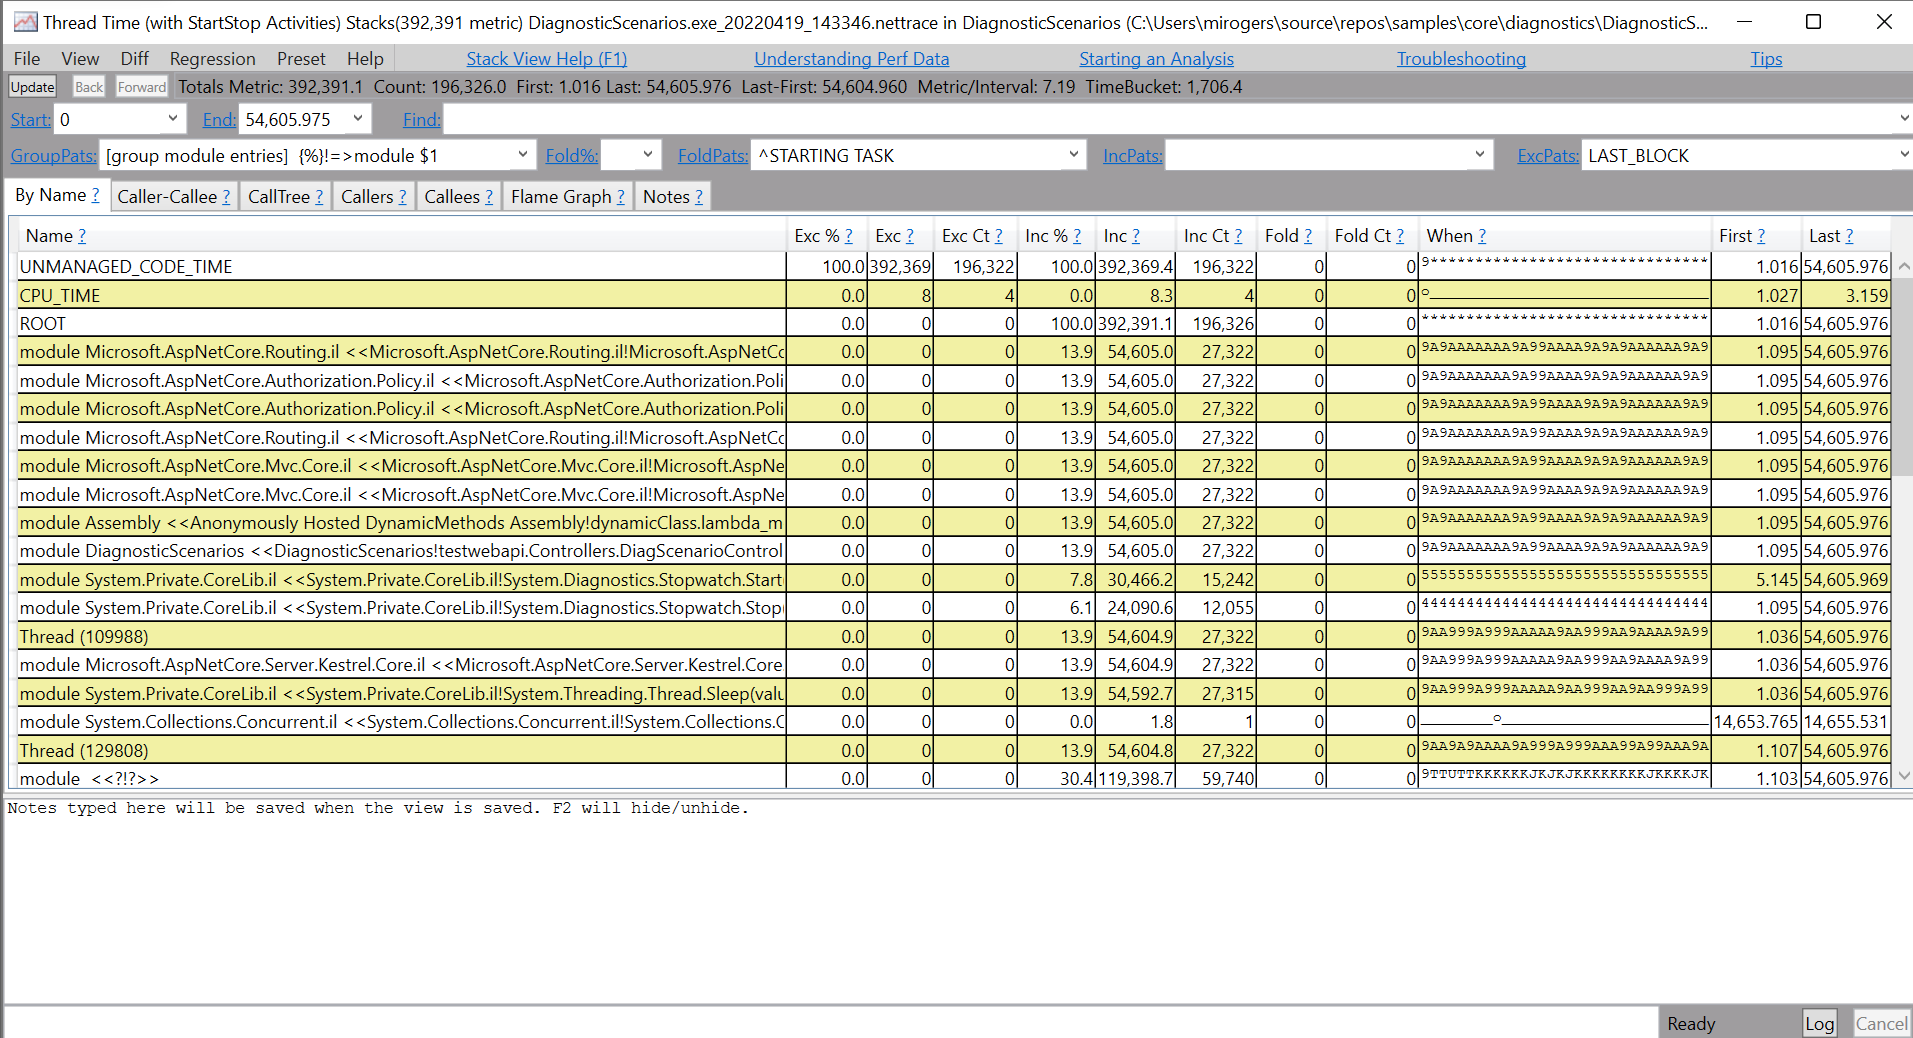 Thread Time (with StartStop Activities) Stacks(392,391 metric) DiagnosticScenarios.exe_20220419_143346.nettrace in DiagnosticScenarios (C:\Users\mirogers\source\repos\samples\core\diagnostics\DiagnosticS...
File View Diff Regression Preset Help Stack View Help (F1) Understanding Perf Data Starting an Analysis Troubleshooting Tips
Update Back Forward Totals Metric: 392,391.1 Count: 196,326.0 First: 1.016 Last: 54,605.976 Last-First: 54,604.960 Metric/Interval: 7.19 TimeBucket: 1,706.4
Start: 0 End: 54,605.975 Find:
GroupPats: [group module entries] {%}!=>module $1 Fold%: FoldPats: ^STARTING TASK IncPats: ExcPats: LAST_BLOCK
By Name ? Caller-Callee ? CallTree ? Callers ? Callees ? Flame Graph ? Notes ?
Name ? Exc % ? Exc ? Exc Ct ? Inc % ? Inc ? Inc Ct ? Fold ? Fold Ct ? When ? First ? Last ?
UNMANAGED_CODE_TIME 100.0 392,369 196,322 100.0 392,369.4 196,322 0 0 9******************************* 1.016 54,605.976
CPU_TIME 0.0 8 4 0.0 8.3 4 0 0 o_______________________________ 1.027 3.159
ROOT 0.0 0 0 100.0 392,391.1 196,326 0 0 ******************************** 1.016 54,605.976
module Microsoft.AspNetCore.Routing.il <<Microsoft.AspNetCore.Routing.il!Microsoft.AspNetCo 0.0 0 0 13.9 54,605.0 27,322 0 0 9A9AAAAAAA9A99AAAA9A9A9AAAAAA9A9 1.095 54,605.976
module Microsoft.AspNetCore.Authorization.Policy.il <<Microsoft.AspNetCore.Authorization.Poli 0.0 0 0 13.9 54,605.0 27,322 0 0 9A9AAAAAAA9A99AAAA9A9A9AAAAAA9A9 1.095 54,605.976
module Microsoft.AspNetCore.Authorization.Policy.il <<Microsoft.AspNetCore.Authorization.Poli 0.0 0 0 13.9 54,605.0 27,322 0 0 9A9AAAAAAA9A99AAAA9A9A9AAAAAA9A9 1.095 54,605.976
module Microsoft.AspNetCore.Routing.il <<Microsoft.AspNetCore.Routing.il!Microsoft.AspNetCo 0.0 0 0 13.9 54,605.0 27,322 0 0 9A9AAAAAAA9A99AAAA9A9A9AAAAAA9A9 1.095 54,605.976
module Microsoft.AspNetCore.Mvc.Core.il <<Microsoft.AspNetCore.Mvc.Core.il!Microsoft.AspNe 0.0 0 0 13.9 54,605.0 27,322 0 0 9A9AAAAAAA9A99AAAA9A9A9AAAAAA9A9 1.095 54,605.976
module Microsoft.AspNetCore.Mvc.Core.il <<Microsoft.AspNetCore.Mvc.Core.il!Microsoft.AspNe 0.0 0 0 13.9 54,605.0 27,322 0 0 9A9AAAAAAA9A99AAAA9A9A9AAAAAA9A9 1.095 54,605.976
module Assembly <<Anonymously Hosted DynamicMethods Assembly!dynamicClass.lambda_m 0.0 0 0 13.9 54,605.0 27,322 0 0 9A9AAAAAAA9A99AAAA9A9A9AAAAAA9A9 1.095 54,605.976
module DiagnosticScenarios <<DiagnosticScenarios!testwebapi.Controllers.DiagScenarioControl 0.0 0 0 13.9 54,605.0 27,322 0 0 9A9AAAAAAA9A99AAAA9A9A9AAAAAA9A9 1.095 54,605.976
module System.Private.CoreLib.il <<System.Private.CoreLib.il!System.Diagnostics.Stopwatch.Start( 0.0 0 0 7.8 30,466.2 15,242 0 0 55555555555555555555555555555555 5.145 54,605.969
module System.Private.CoreLib.il <<System.Private.CoreLib.il!System.Diagnostics.Stopwatch.Stop( 0.0 0 0 6.1 24,090.6 12,055 0 0 44444444444444444444444444444444 1.095 54,605.976
Thread (109988) 0.0 0 0 13.9 54,604.9 27,322 0 0 9AA999A999AAAAA9AA999AA9AAAA9A99 1.036 54,605.976
module Microsoft.AspNetCore.Server.Kestrel.Core.il <<Microsoft.AspNetCore.Server.Kestrel.Core. 0.0 0 0 13.9 54,604.9 27,322 0 0 9AA999A999AAAAA9AA999AA9AAAA9A99 1.036 54,605.976
module System.Private.CoreLib.il <<System.Private.CoreLib.il!System.Threading.Thread.Sleep(valu 0.0 0 0 13.9 54,592.7 27,315 0 0 9AA999A999AAAAA9AA999AA9AA999A99 1.036 54,605.976
module System.Collections.Concurrent.il <<System.Collections.Concurrent.il!System.Collections.C 0.0 0 0 0.0 1.8 1 0 0 ________o_______________________ 14,653.765 14,655.531
Thread (129808) 0.0 0 0 13.9 54,604.8 27,322 0 0 9AA9A9AAAA9A999A999AAA99A99AAA9A 1.107 54,605.976
module <<?!?>> 0.0 0 0 30.4 119,398.7 59,740 0 0 9TTUTTKKKKKKJKJKJKKKKKKKKJKKKKJK 1.103 54,605.976
Notes typed here will be saved when the view is saved. F2 will hide/unhide.
Ready Log Cancel